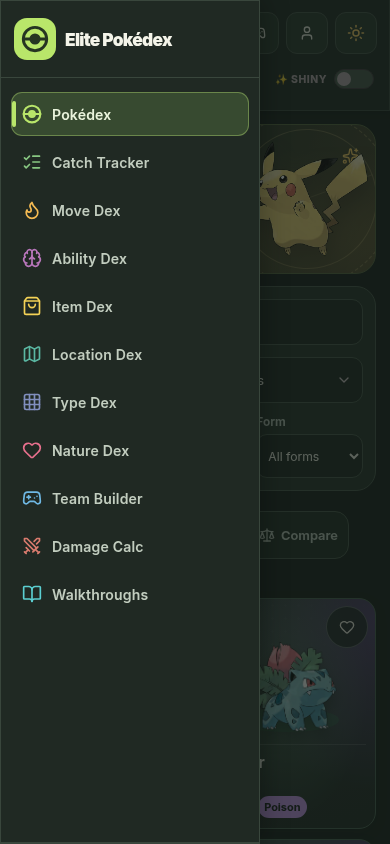 Elite Pokédex
✨ SHINY
Pokédex
Catch Tracker
Move Dex
Ability Dex
Item Dex
Location Dex
Type Dex
Form
Nature Dex
All forms
Team Builder
Damage Calc
Compare
Walkthroughs
Poison